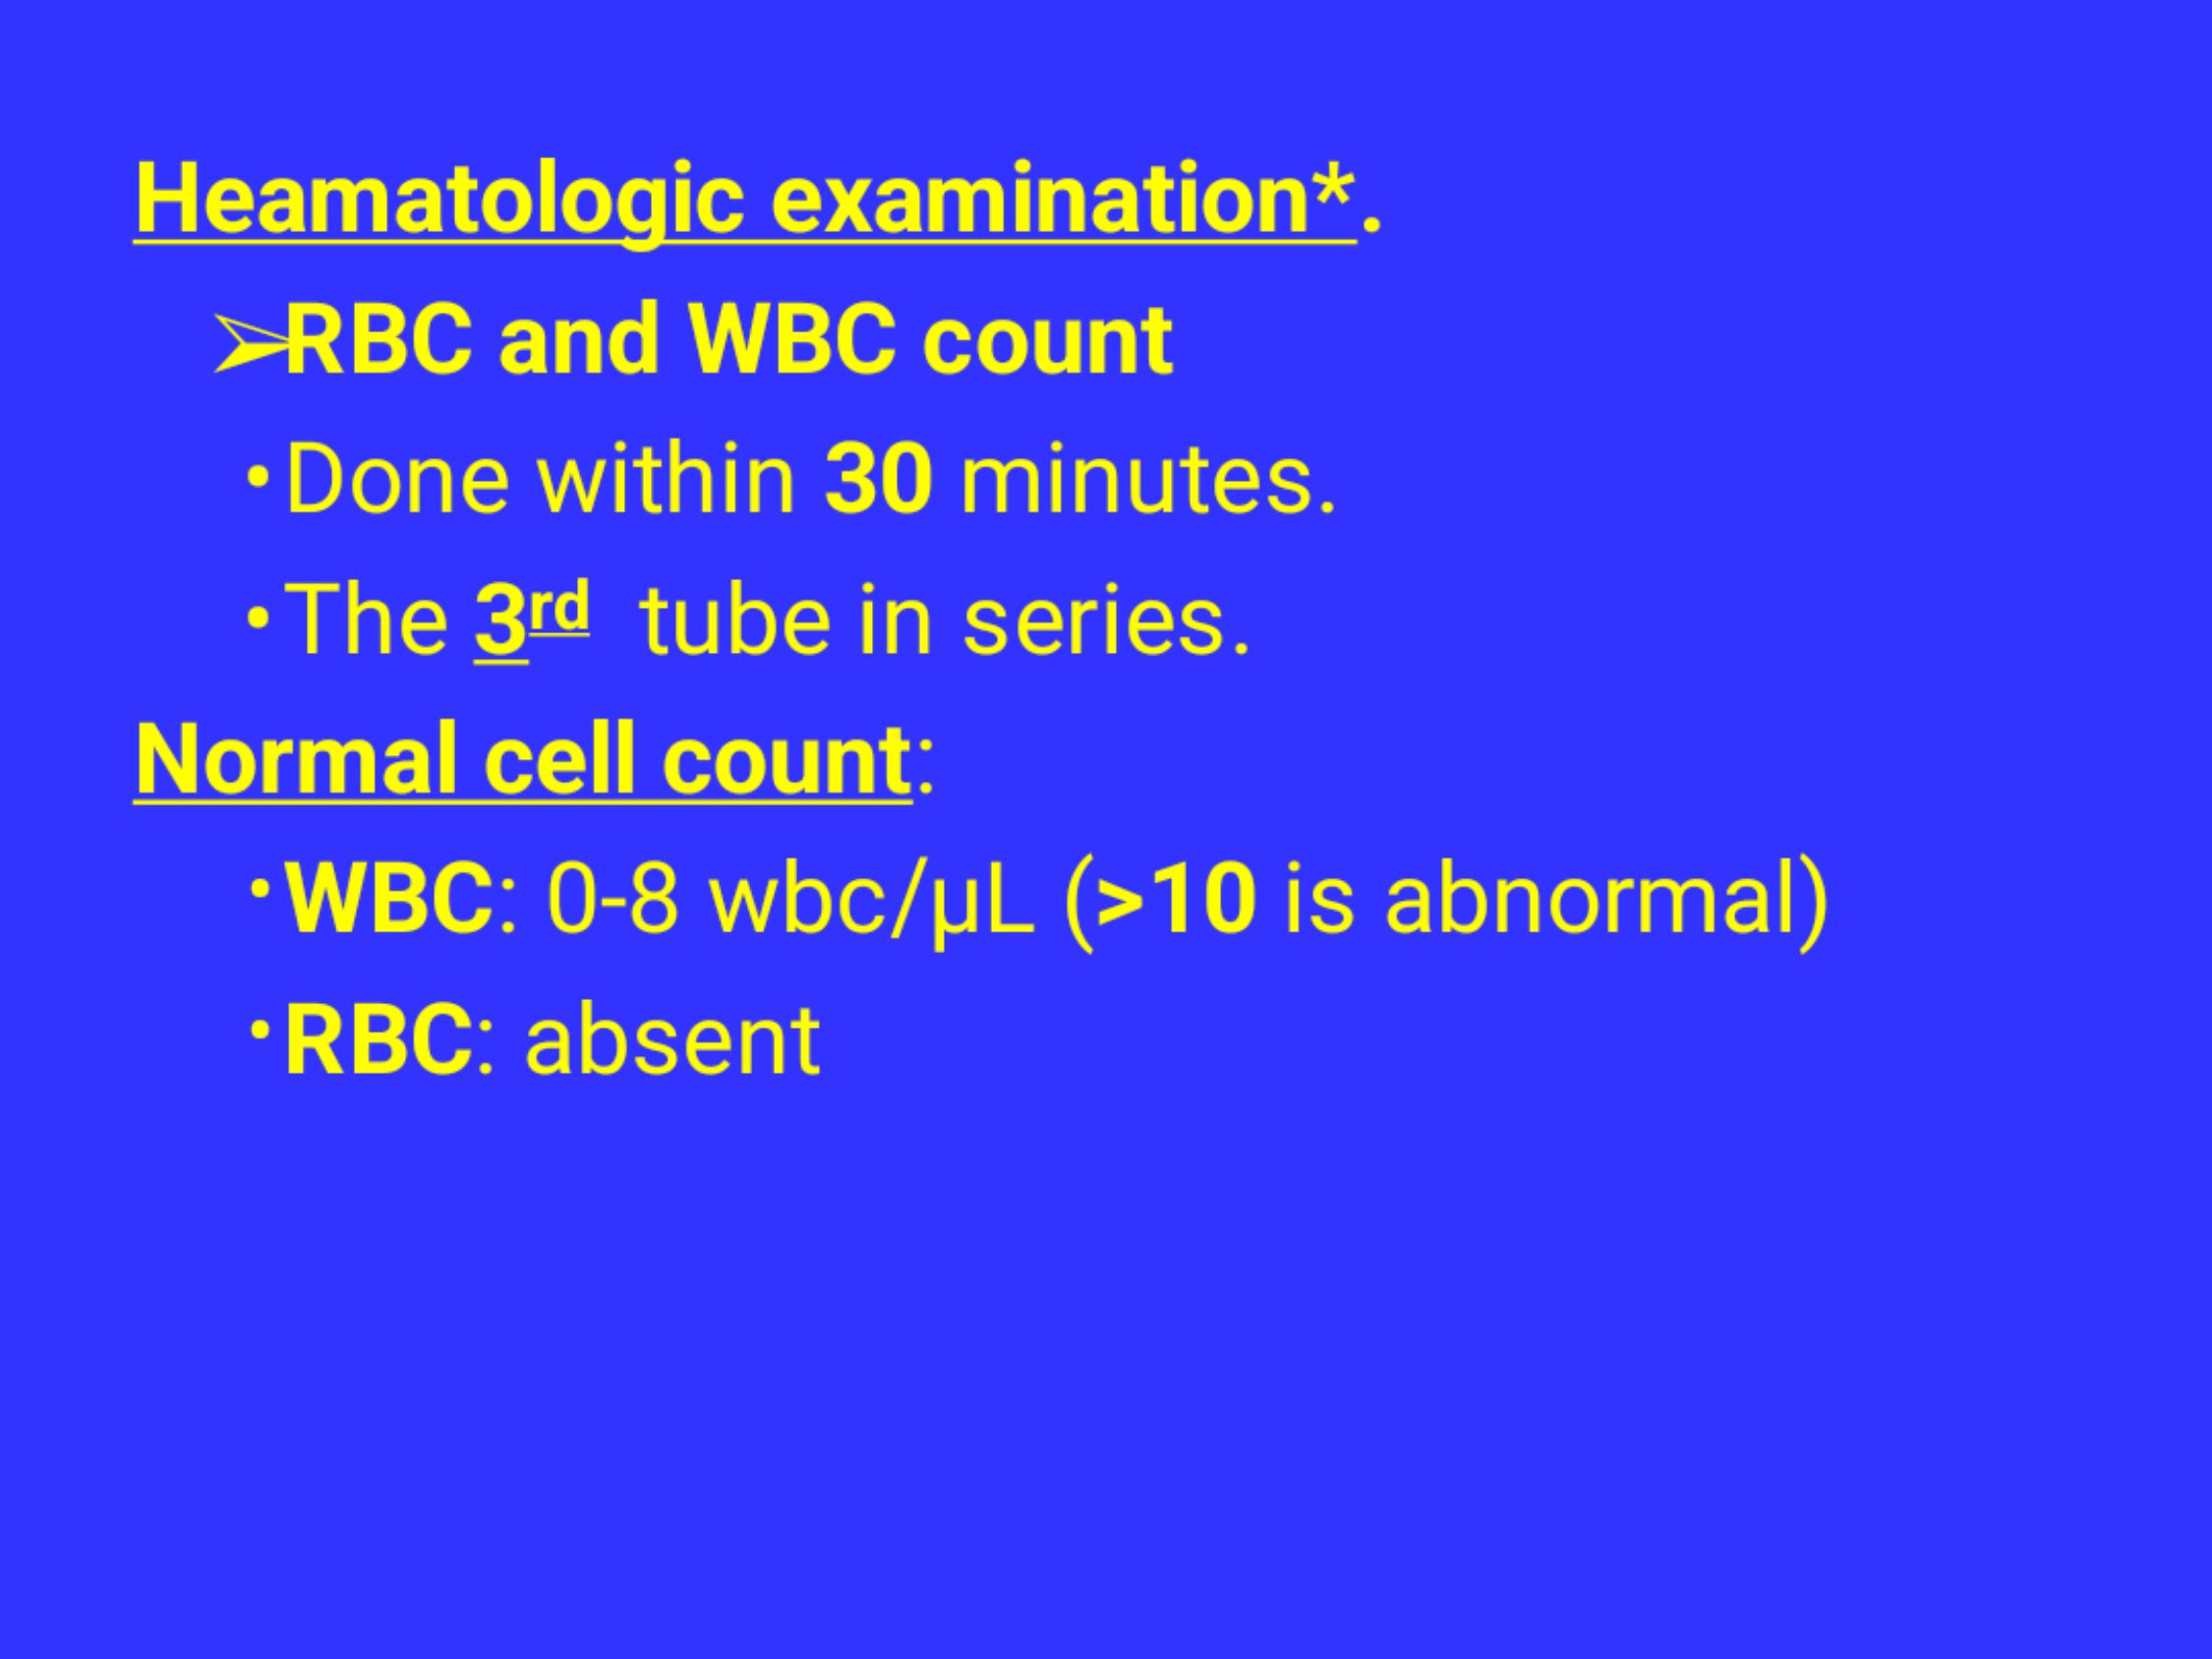 Heamatologic examination*.
➢RBC and WBC count
•Done within 30 minutes.
•The 3rd tube in series.
Normal cell count:
•WBC: 0-8 wbc/µL (>10 is abnormal)
•RBC: absent